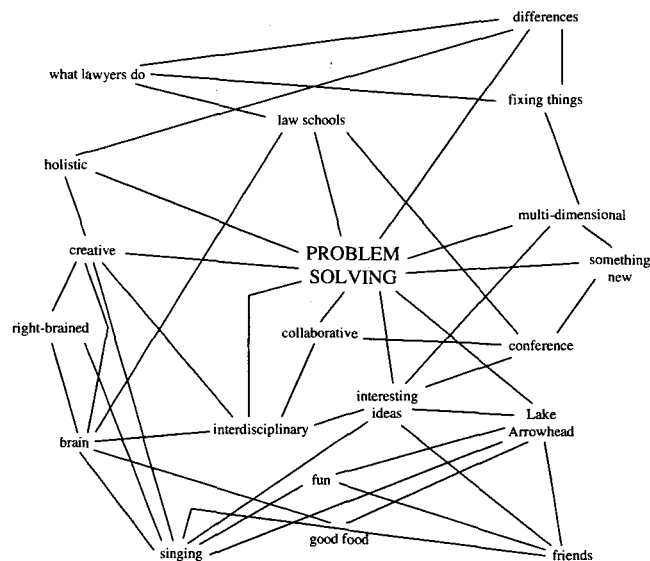 differences
what lawyers do
fixing things
law schools
holistic
multi-dimensional
creative
PROBLEM
SOLVING
something
new
right-brained
collaborative
conference
interesting
ideas
Lake
Arrowhead
interdisciplinary
brain
fun
good food
singing
friends